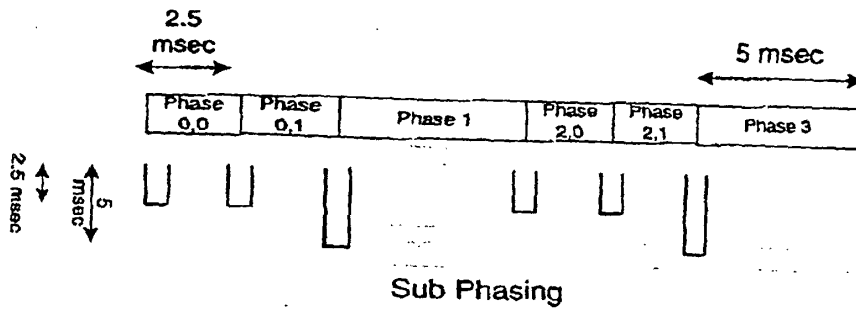 2.5
msec
5 msec
Phase
0,0
Phase
0,1
Phase 1
Phase
2,0
Phase
2,1
Phase 3
2.5 msec
5
msec
Sub Phasing